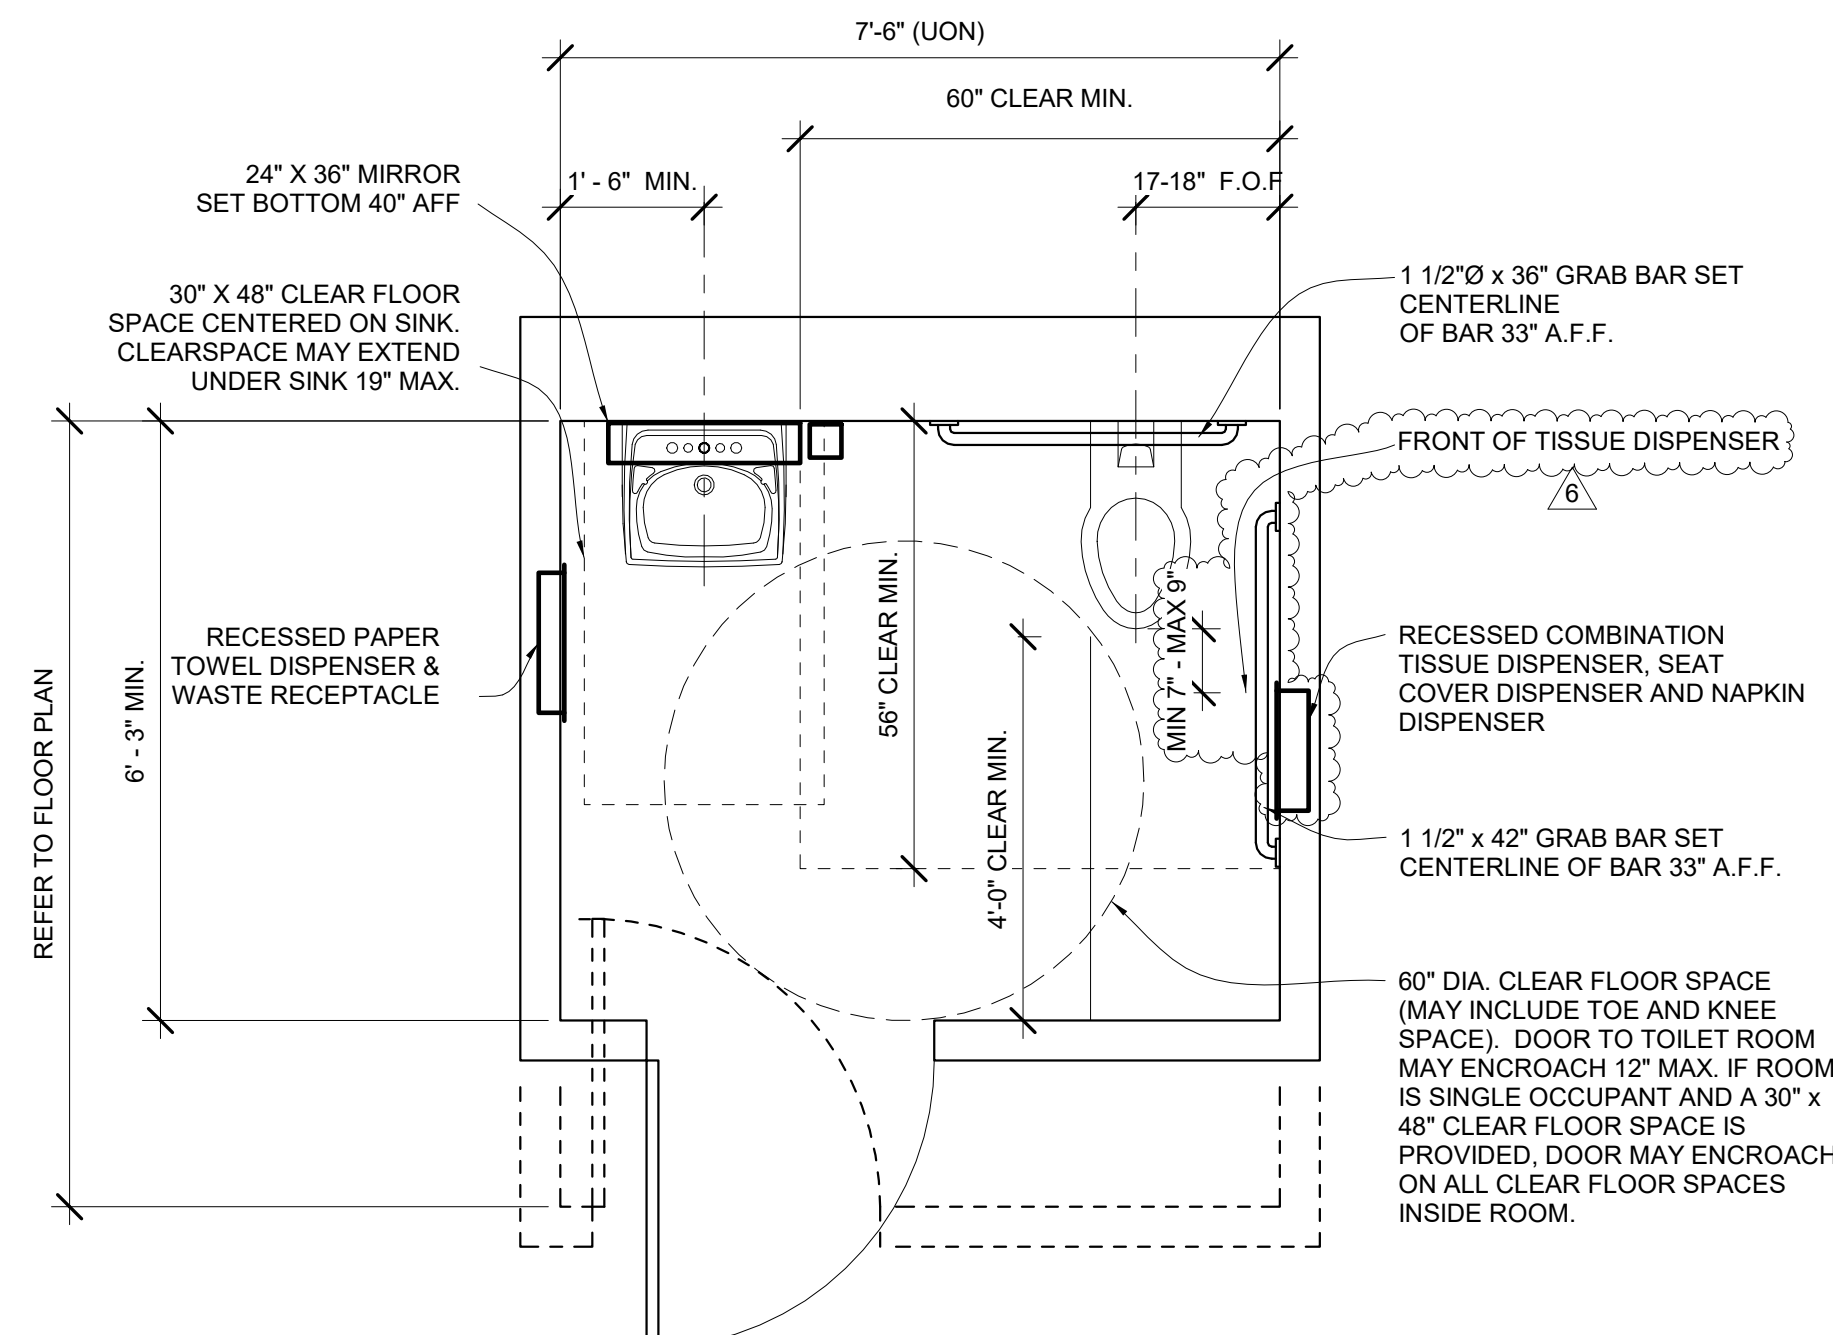 7'-6" (UON)
60" CLEAR MIN.
1' - 6" MIN.
17-18" F.O.F
24" X 36" MIRROR
SET BOTTOM 40" AFF
30" X 48" CLEAR FLOOR
SPACE CENTERED ON SINK.
CLEARSPACE MAY EXTEND
UNDER SINK 19" MAX.
1 1/2"Ø x 36" GRAB BAR SET
CENTERLINE
OF BAR 33" A.F.F.
FRONT OF TISSUE DISPENSER
6
RECESSED PAPER
TOWEL DISPENSER &
WASTE RECEPTACLE
REFER TO FLOOR PLAN
6' - 3" MIN.
56" CLEAR MIN.
4'-0" CLEAR MIN.
MIN 7" - MAX 9"
RECESSED COMBINATION
TISSUE DISPENSER, SEAT
COVER DISPENSER AND NAPKIN
DISPENSER
1 1/2" x 42" GRAB BAR SET
CENTERLINE OF BAR 33" A.F.F.
60" DIA. CLEAR FLOOR SPACE
(MAY INCLUDE TOE AND KNEE
SPACE). DOOR TO TOILET ROOM
MAY ENCROACH 12" MAX. IF ROOM
IS SINGLE OCCUPANT AND A 30" x
48" CLEAR FLOOR SPACE IS
PROVIDED, DOOR MAY ENCROACH
ON ALL CLEAR FLOOR SPACES
INSIDE ROOM.